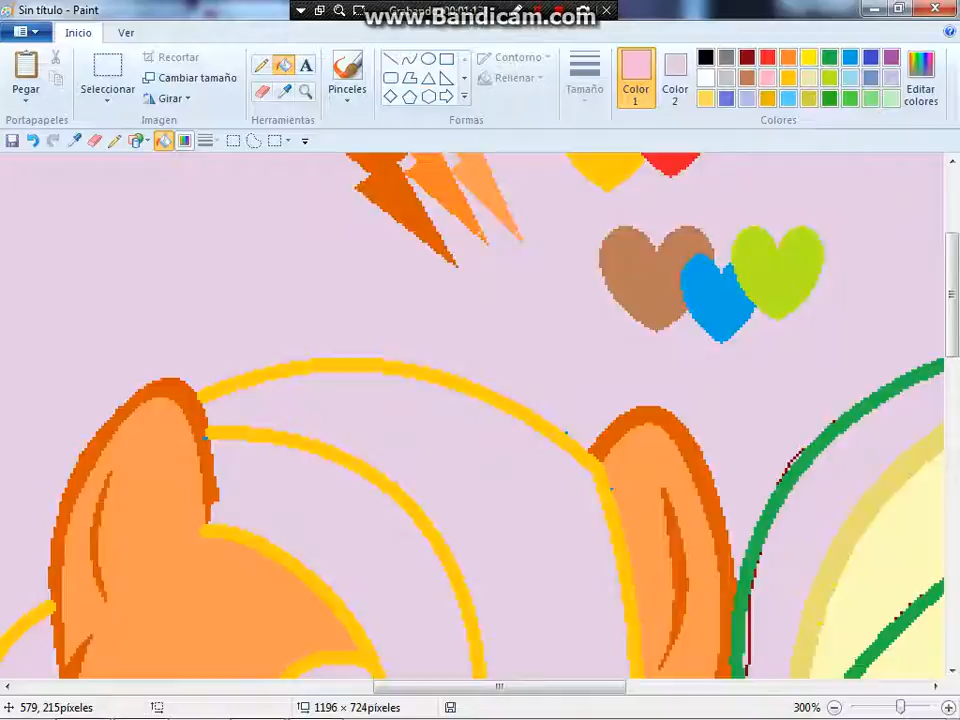 Sin título - Paint
www.Bandicam.com
Inicio
Ver
Pegar
Recortar
Cambiar tamaño
Girar
Seleccionar
A
Pinceles
Contorno
Rellenar
Tamaño
Color 1
Color 2
Editar colores
Portapapeles
Imagen
Herramientas
Formas
Colores
579, 215píxeles
1196 × 724píxeles
300%